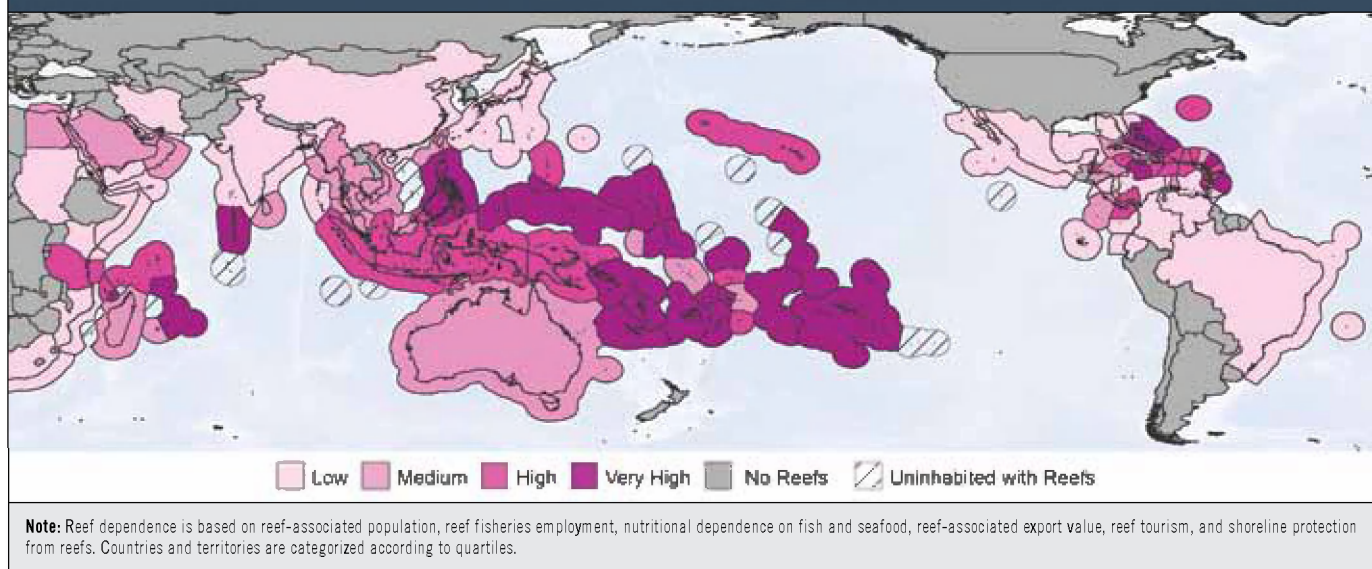 Low Medium High Very High No Reefs Uninhabited with Reefs
Note: Reef dependence is based on reef-associated population, reef fisheries employment, nutritional dependence on fish and seafood, reef-associated export value, reef tourism, and shoreline protection
from reefs. Countries and territories are categorized according to quartiles.